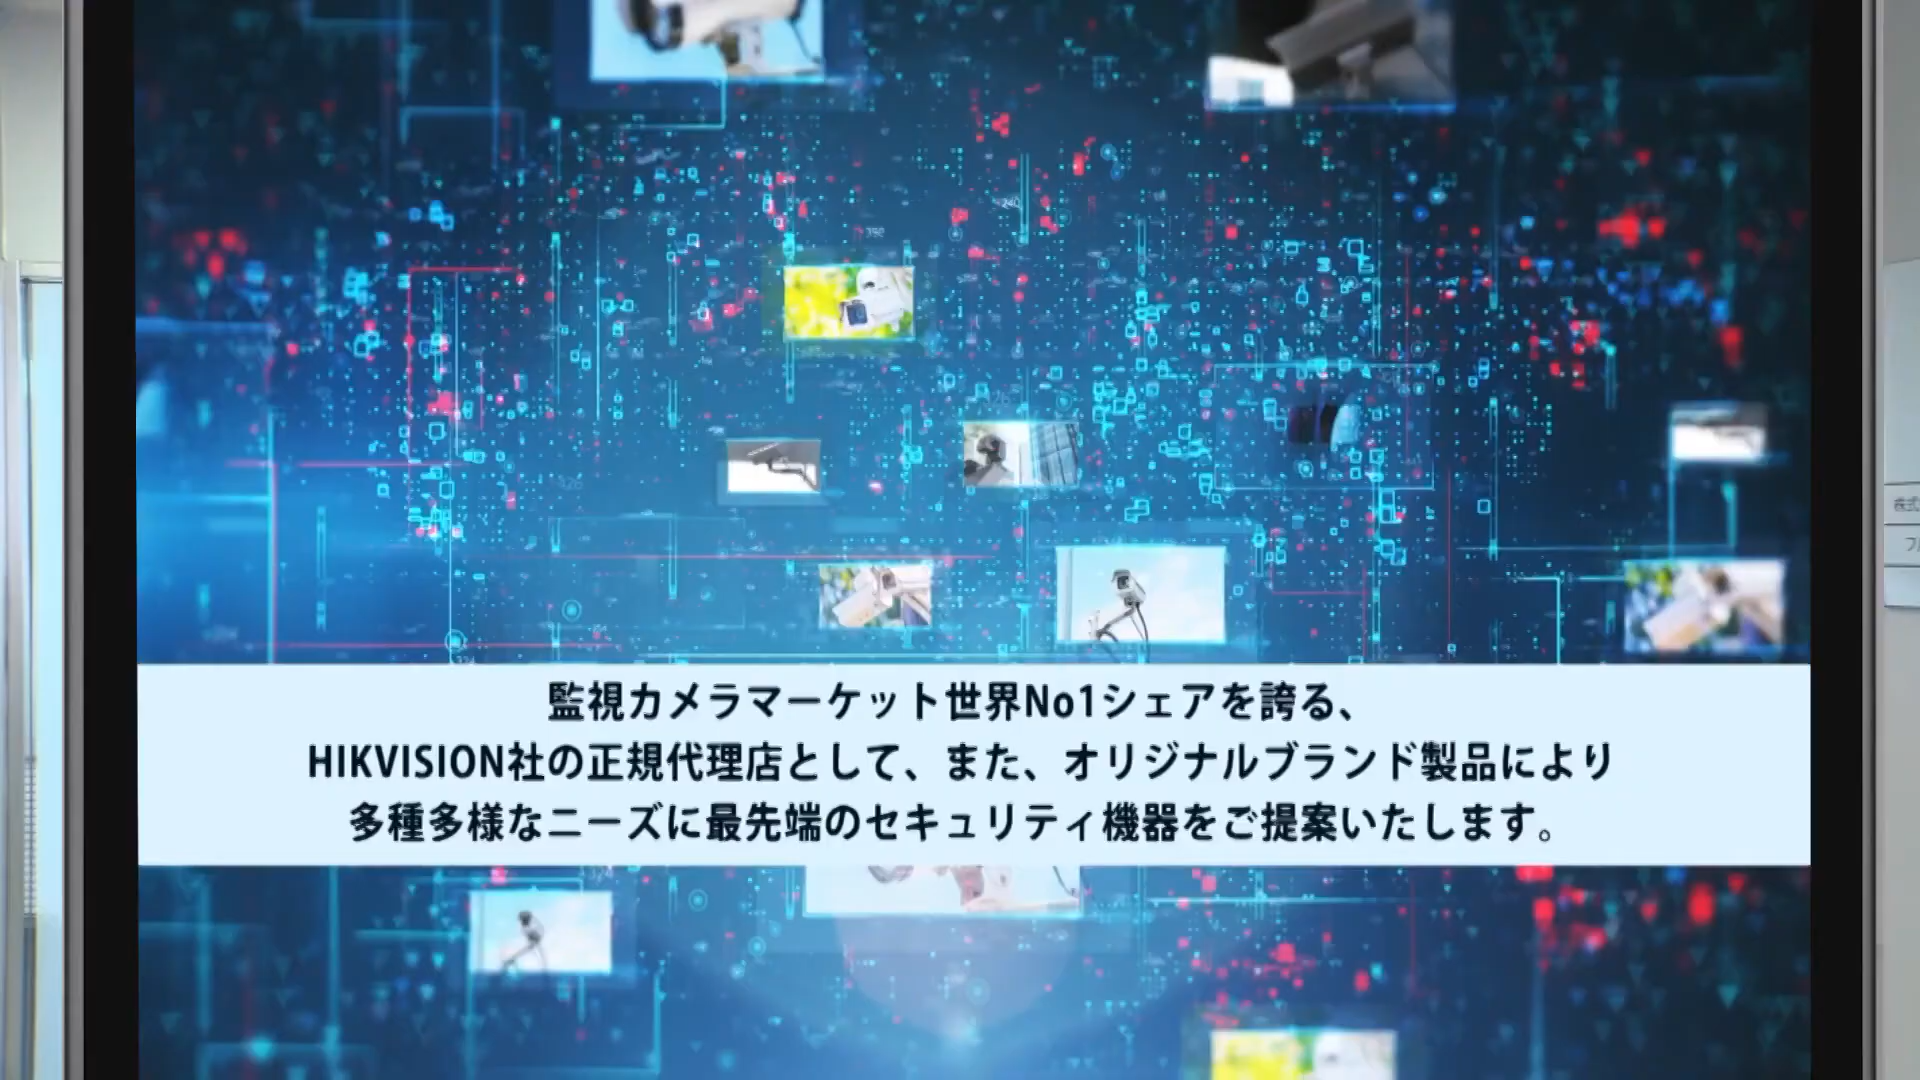 監視カメラマーケット世界No1シェアを誇る、
HIKVISION社の正規代理店として、また、オリジナルブランド製品により
多種多様なニーズに最先端のセキュリティ機器をご提案いたします。
株式
240